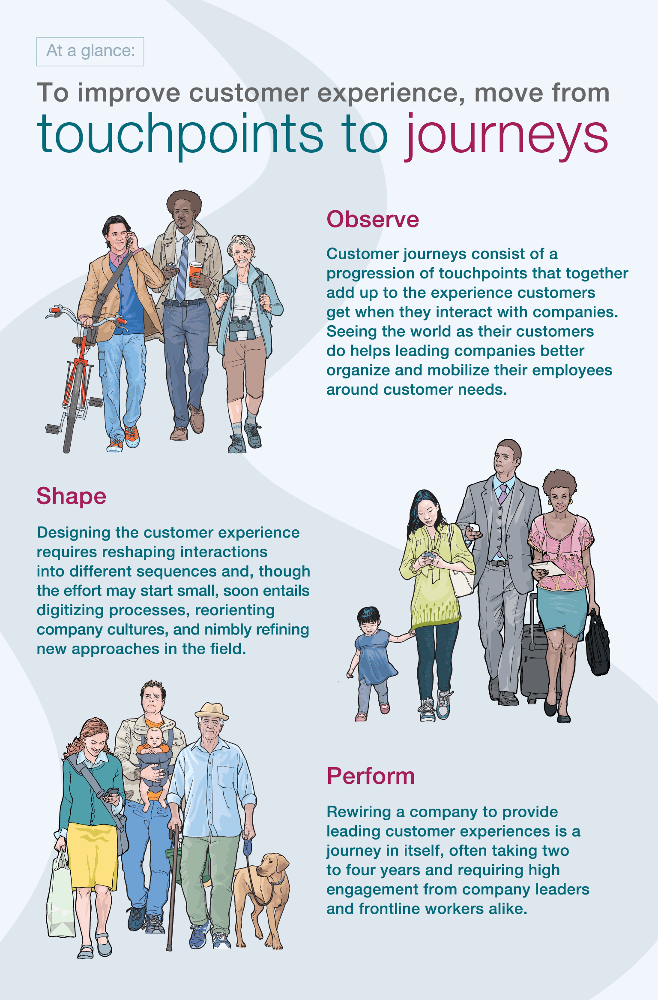 At a glance:
To improve customer experience, move from
touchpoints to journeys
Observe
Customer journeys consist of a
progression of touchpoints that together
add up to the experience customers
get when they interact with companies.
Seeing the world as their customers
do helps leading companies better
organize and mobilize their employees
around customer needs.
Shape
Designing the customer experience
requires reshaping interactions
into different sequences and, though
the effort may start small, soon entails
digitizing processes, reorienting
company cultures, and nimbly refining
new approaches in the field.
Perform
Rewiring a company to provide
leading customer experiences is a
journey in itself, often taking two
to four years and requiring high
engagement from company leaders
and frontline workers alike.